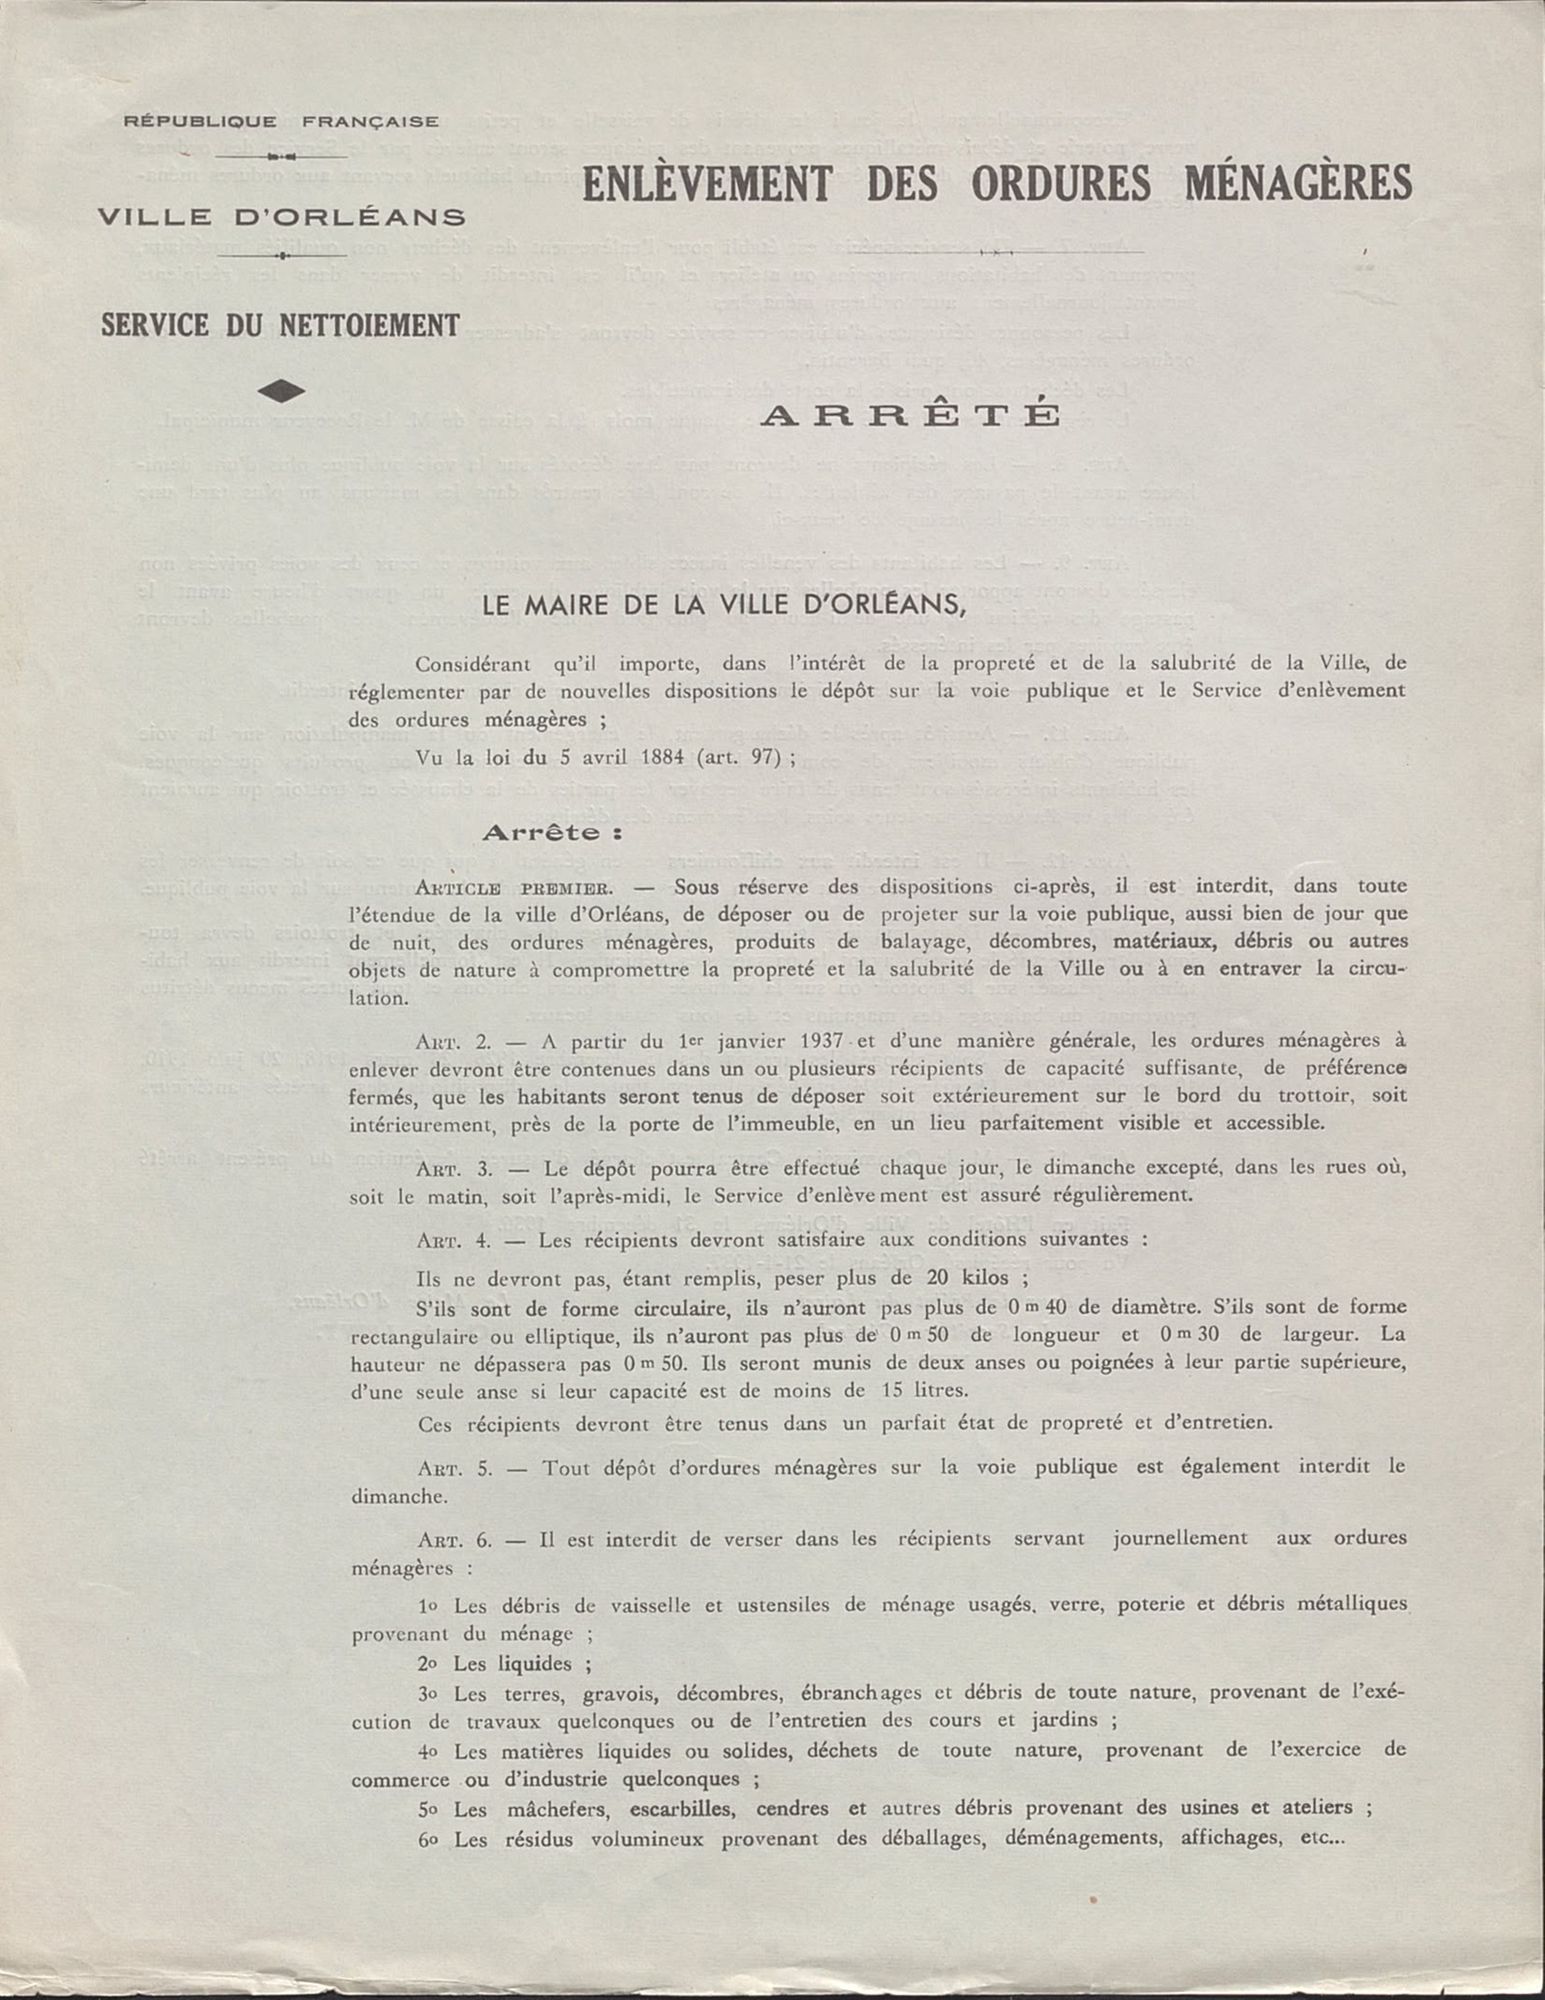 RÉPUBLIQUE FRANÇAISE
VILLE D'ORLÉANS
SERVICE DU NETTOIEMENT
ENLÈVEMENT DES ORDURES MÉNAGÈRES
ARRÊTÉ
LE MAIRE DE LA VILLE D'ORLÉANS,
Considérant qu'il importe, dans l'intérêt de la propreté et de la salubrité de la Ville, de
réglementer par de nouvelles dispositions le dépôt sur la voie publique et le Service d'enlèvement
des ordures ménagères ;
Vu la loi du 5 avril 1884 (art. 97) ;
Arrête :
ARTICLE PREMIER. — Sous réserve des dispositions ci-après, il est interdit, dans toute
l'étendue de la ville d'Orléans, de déposer ou de projeter sur la voie publique, aussi bien de jour que
de nuit, des ordures ménagères, produits de balayage, décombres, matériaux, débris ou autres
objets de nature à compromettre la propreté et la salubrité de la Ville ou à en entraver la circu-
lation.
ART. 2. — A partir du 1er janvier 1937 et d'une manière générale, les ordures ménagères à
enlever devront être contenues dans un ou plusieurs récipients de capacité suffisante, de préférence
fermés, que les habitants seront tenus de déposer soit extérieurement sur le bord du trottoir, soit
intérieurement, près de la porte de l'immeuble, en un lieu parfaitement visible et accessible.
ART. 3. — Le dépôt pourra être effectué chaque jour, le dimanche excepté, dans les rues où,
soit le matin, soit l'après-midi, le Service d'enlèvement est assuré régulièrement.
ART. 4. — Les récipients devront satisfaire aux conditions suivantes :
Ils ne devront pas, étant remplis, peser plus de 20 kilos ;
S'ils sont de forme circulaire, ils n'auront pas plus de 0 m 40 de diamètre. S'ils sont de forme
rectangulaire ou elliptique, ils n'auront pas plus de 0 m 50 de longueur et 0 m 30 de largeur. La
hauteur ne dépassera pas 0 m 50. Ils seront munis de deux anses ou poignées à leur partie supérieure,
d'une seule anse si leur capacité est de moins de 15 litres.
Ces récipients devront être tenus dans un parfait état de propreté et d'entretien.
ART. 5. — Tout dépôt d'ordures ménagères sur la voie publique est également interdit le
dimanche.
ART. 6. — Il est interdit de verser dans les récipients servant journellement aux ordures
ménagères :
1o Les débris de vaisselle et ustensiles de ménage usagés, verre, poterie et débris métalliques
provenant du ménage ;
2o Les liquides ;
3o Les terres, gravois, décombres, ébranchages et débris de toute nature, provenant de l'exé-
cution de travaux quelconques ou de l'entretien des cours et jardins ;
4o Les matières liquides ou solides, déchets de toute nature, provenant de l'exercice de
commerce ou d'industrie quelconques ;
5o Les mâchefers, escarbilles, cendres et autres débris provenant des usines et ateliers ;
6o Les résidus volumineux provenant des déballages, déménagements, affichages, etc...